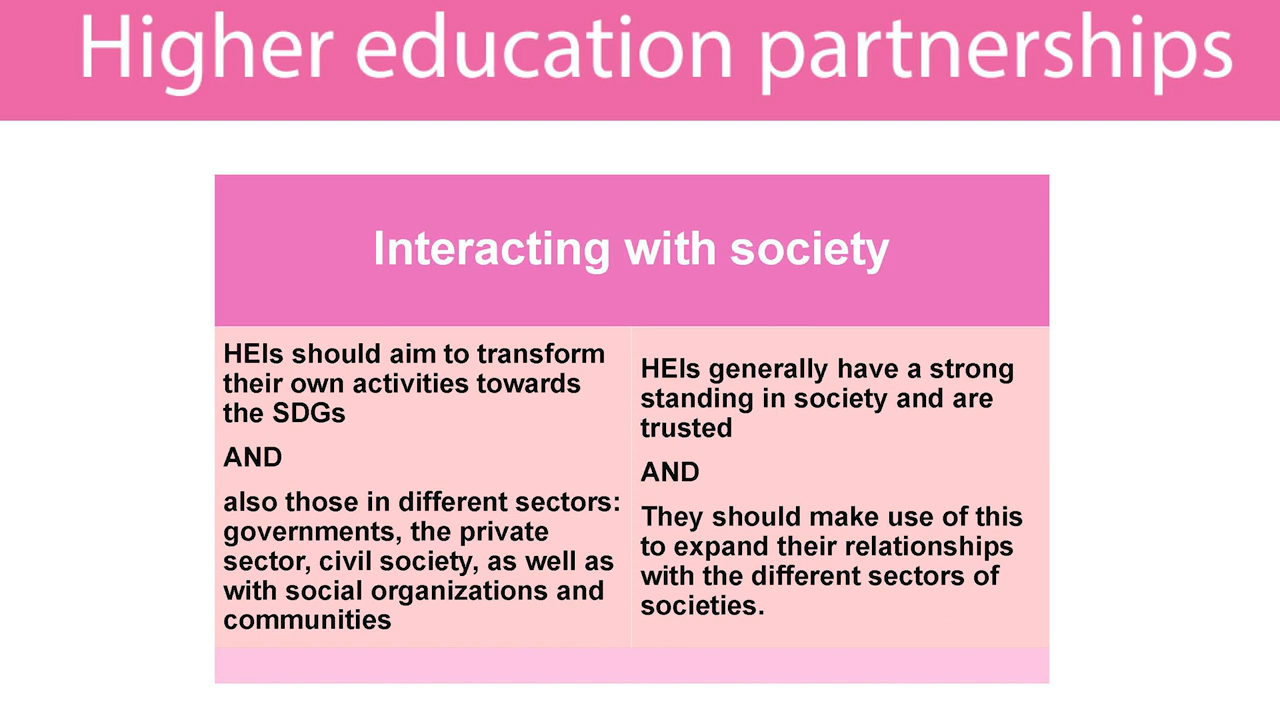 Higher education partnerships
Interacting with society
HEIs should aim to transform
their own activities towards
the SDGs
AND
also those in different sectors:
governments, the private
sector, civil society, as well as
with social organizations and
communities
HEIs generally have a strong
standing in society and are
trusted
AND
They should make use of this
to expand their relationships
with the different sectors of
societies.